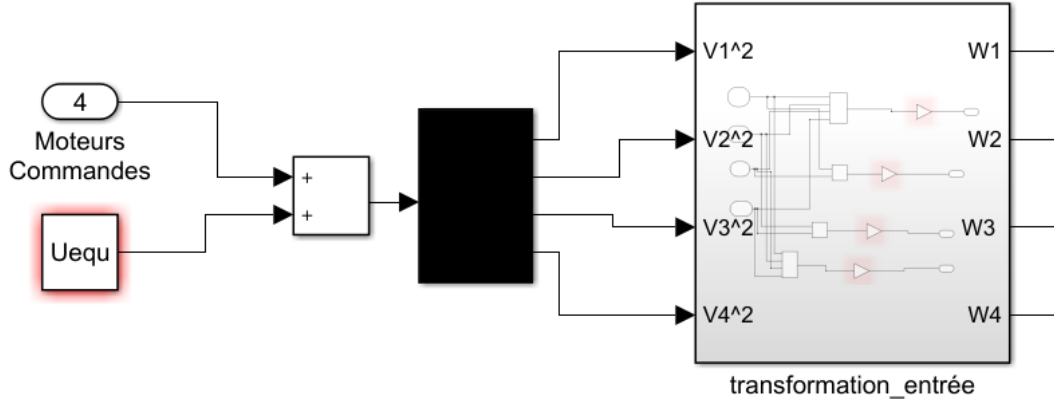 4
Moteurs
Commandes
Uequ
+
+
V1^2
V2^2
V3^2
V4^2
W1
W2
W3
W4
transformation_entrée